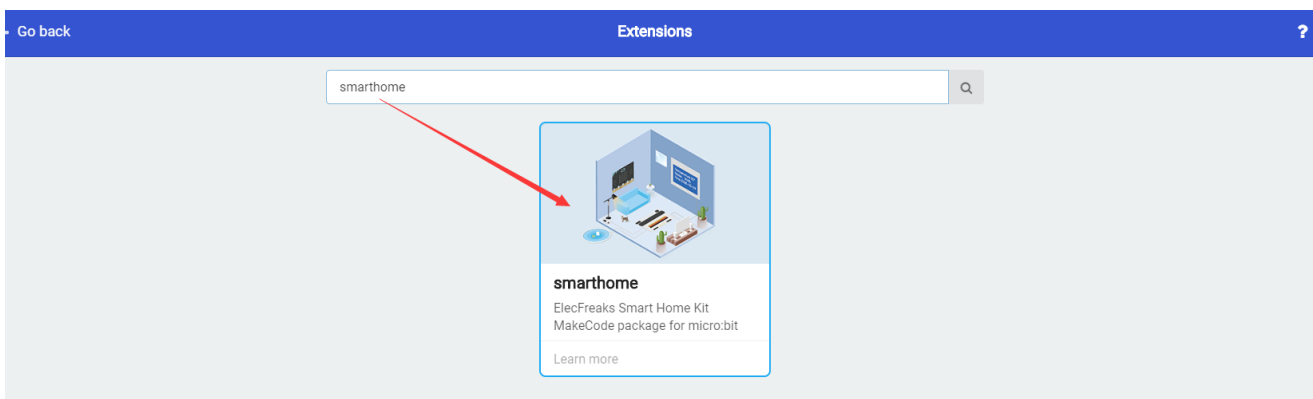 Go back
Extensions
?
smarthome
smarthome
ElecFreaks Smart Home Kit
MakeCode package for micro:bit
Learn more